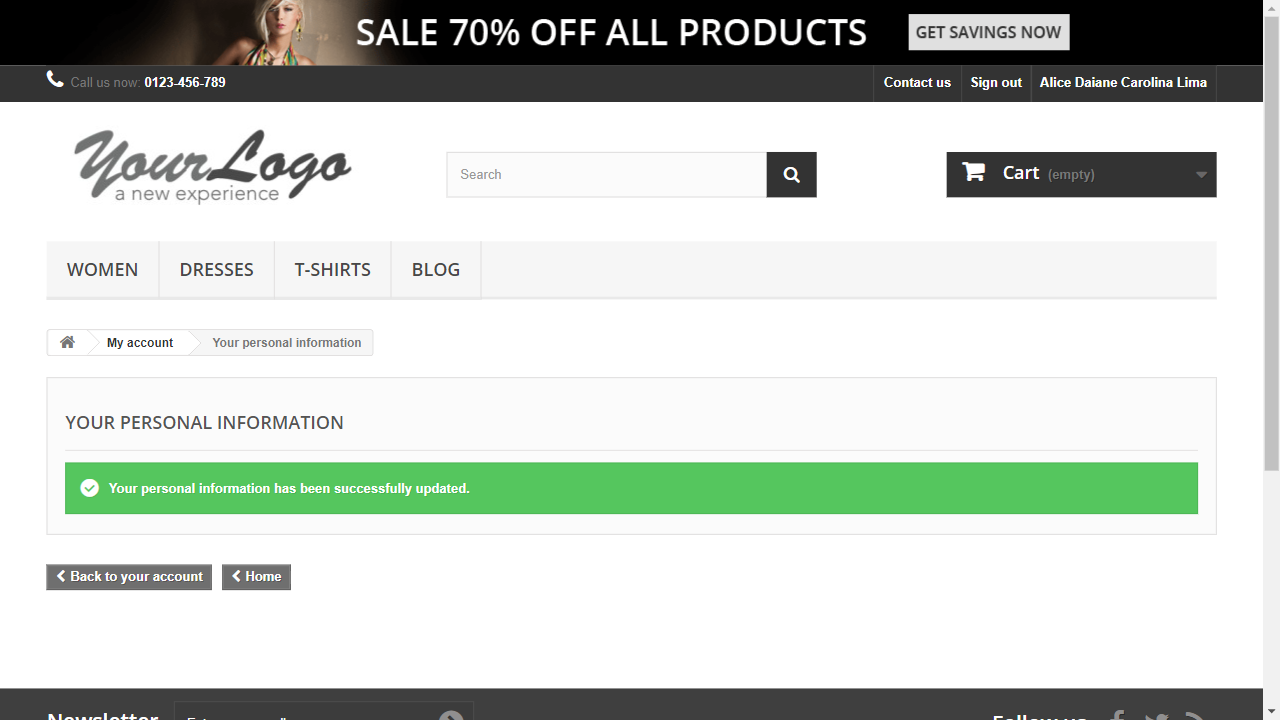 SALE 70% OFF ALL PRODUCTS GET SAVINGS NOW
Call us now: 0123-456-789 Contact us Sign out Alice Daiane Carolina Lima
YourLogo
a new experience
Search
Cart (empty)
WOMEN DRESSES T-SHIRTS BLOG
My account Your personal information
YOUR PERSONAL INFORMATION
Your personal information has been successfully updated.
Back to your account Home
Newsletter Follow us